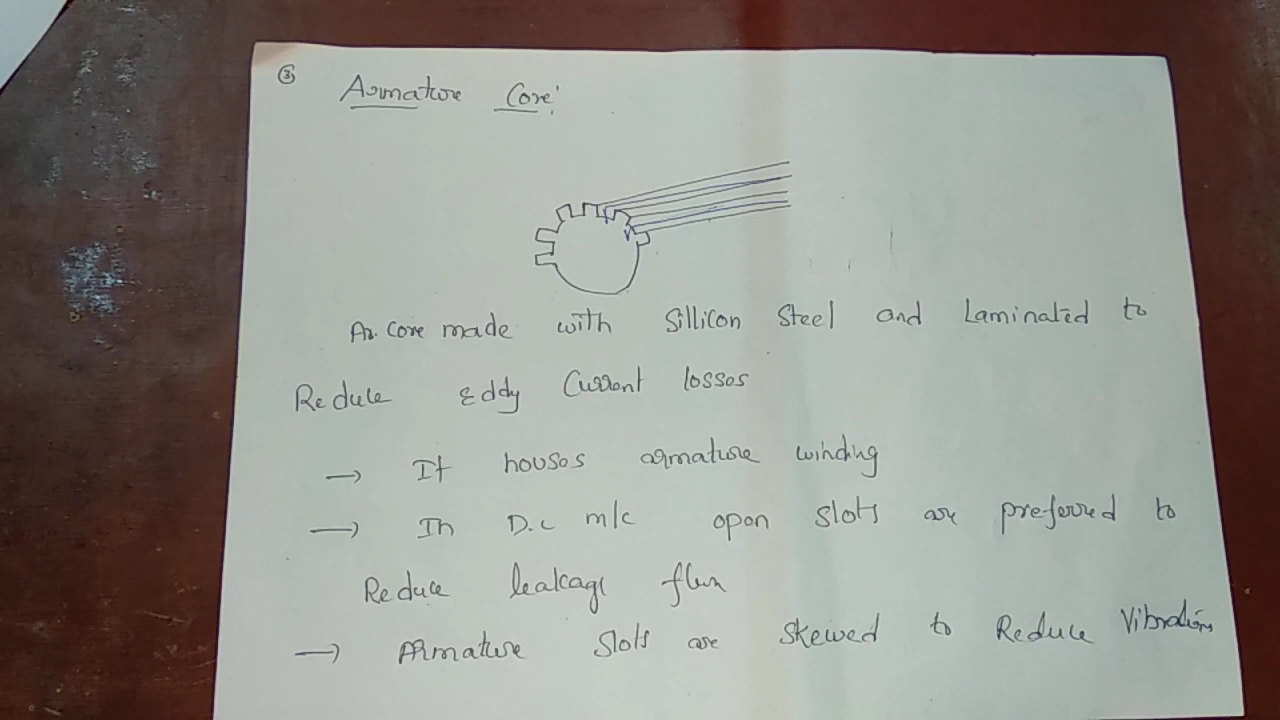 ③ Armature Core:
Ar. Core made with Sillicon Steel and Laminated to
Reduce Eddy Current losses
→ It houses armature winding
→ In D.C m/c open slots are preferred to
Reduce leakage flux
→ Armature Slots are Skewed to Reduce Vibrations